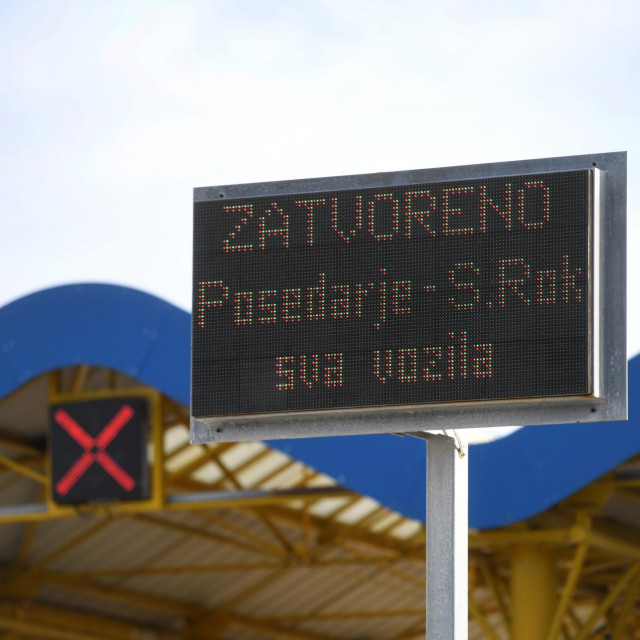 ZATVORENO
Posedarje-S.Rok
sva vozila